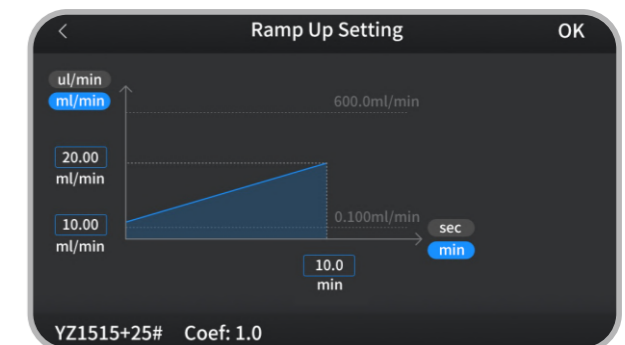 < Ramp Up Setting OK
ul/min
ml/min
600.0ml/min
20.00
ml/min
10.00
ml/min
0.100ml/min
sec
min
10.0
min
YZ1515+25# Coef: 1.0